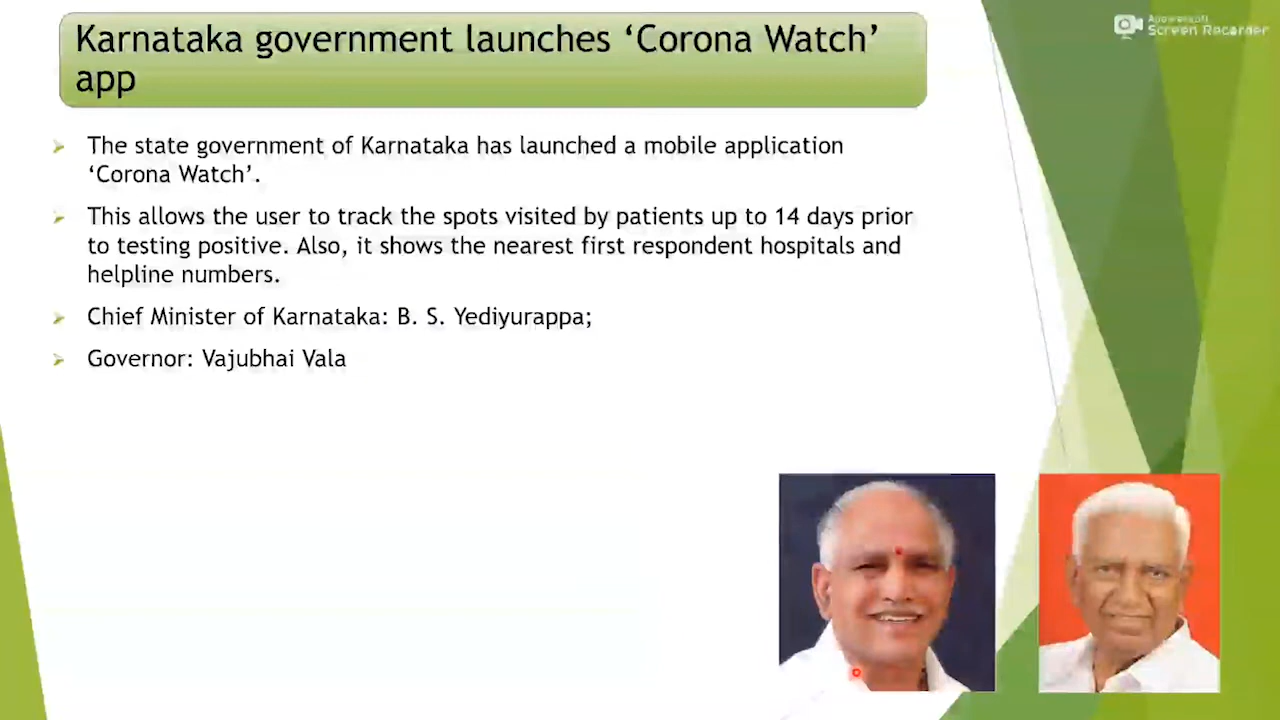 Karnataka government launches ‘Corona Watch’
app
The state government of Karnataka has launched a mobile application
‘Corona Watch’.
This allows the user to track the spots visited by patients up to 14 days prior
to testing positive. Also, it shows the nearest first respondent hospitals and
helpline numbers.
Chief Minister of Karnataka: B. S. Yediyurappa;
Governor: Vajubhai Vala
Apowersoft
Screen Recorder